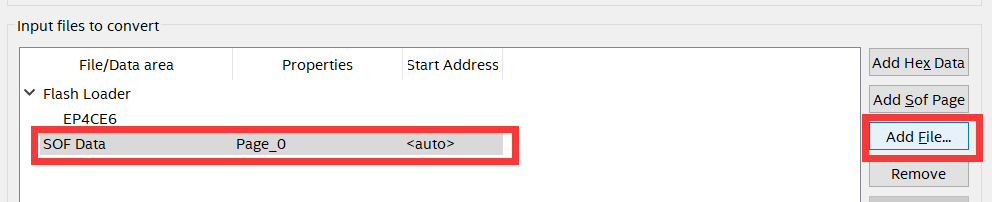 Input files to convert
File/Data area Properties Start Address
Add Hex Data
Flash Loader
Add Sof Page
EP4CE6
Add File...
SOF Data Page_0 <auto>
Remove